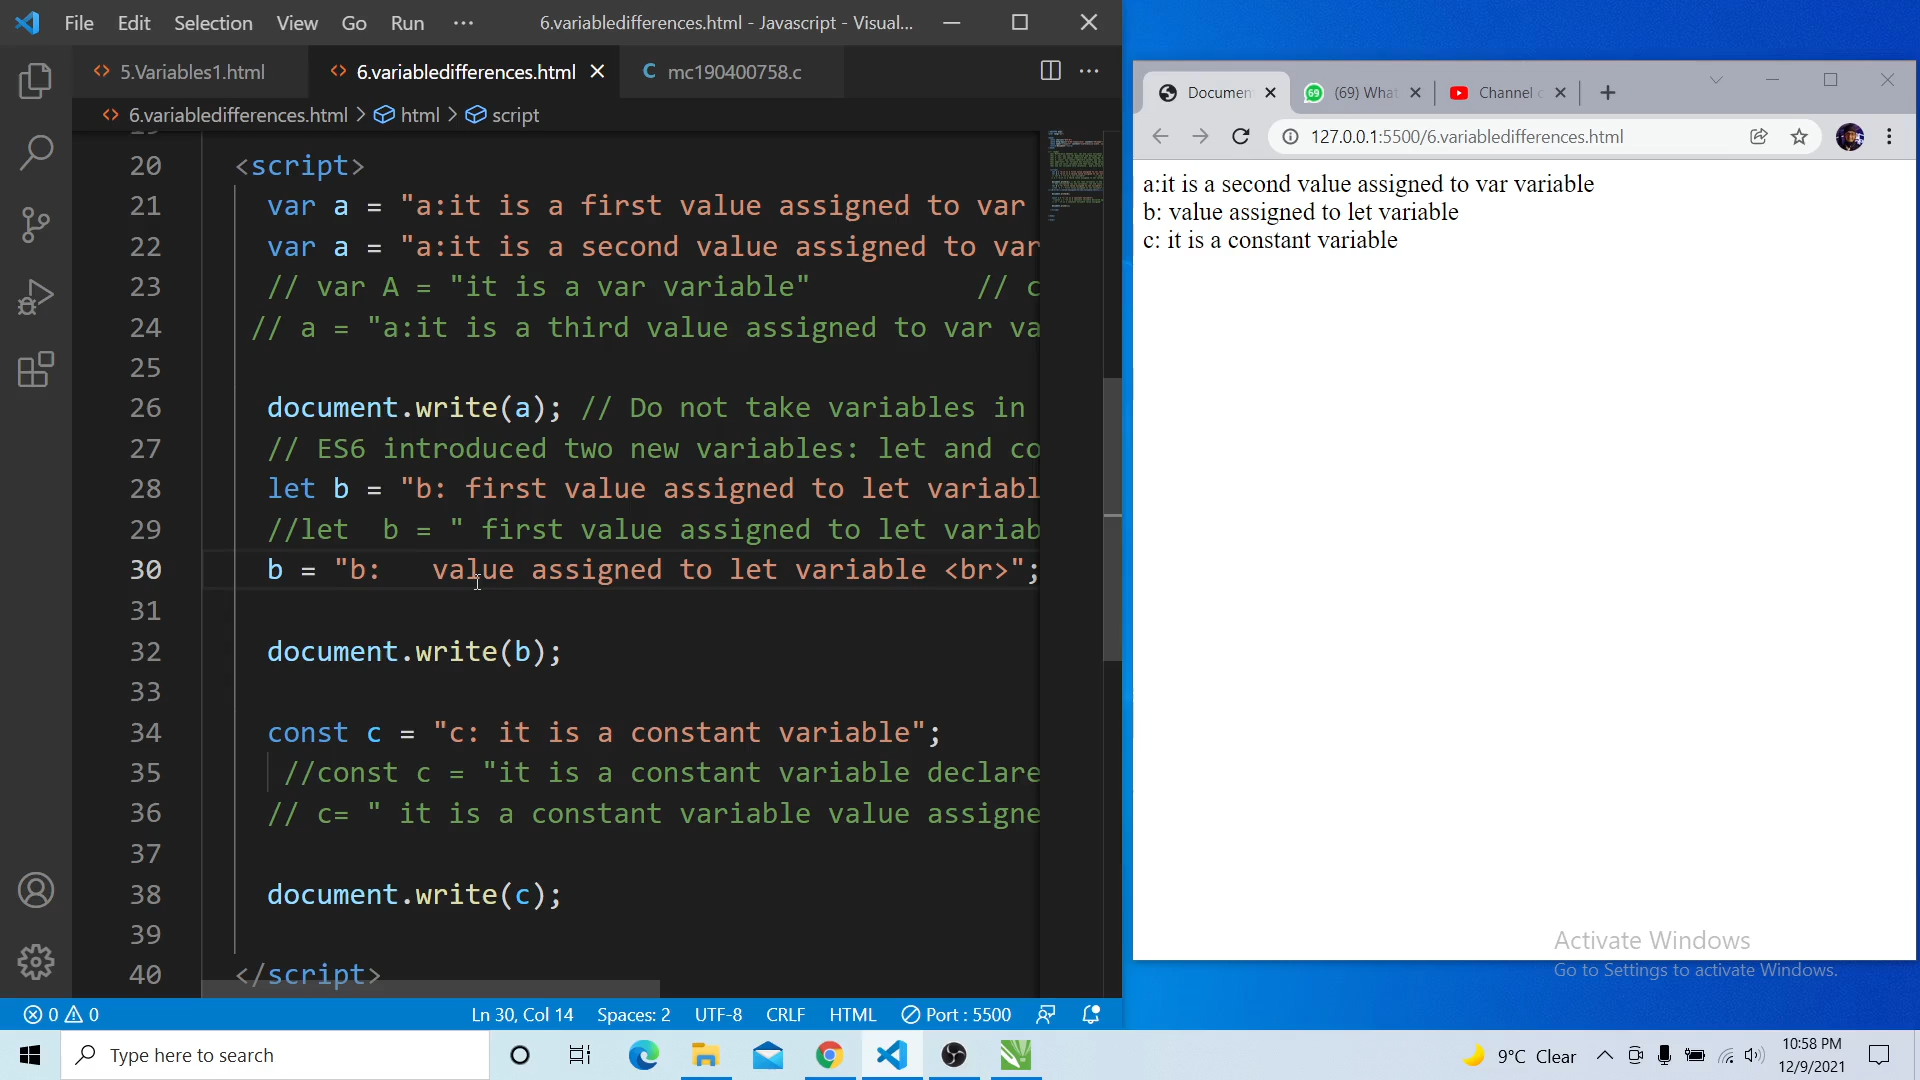 File Edit Selection View Go Run ··· 6.variabledifferences.html - Javascript - Visual...
5.Variables1.html 6.variabledifferences.html mc190400758.c
6.variabledifferences.html > html > script
20 <script>
21 var a = "a:it is a first value assigned to var
22 var a = "a:it is a second value assigned to var
23 // var A = "it is a var variable" // c
24 // a = "a:it is a third value assigned to var va
25
26 document.write(a); // Do not take variables in
27 // ES6 introduced two new variables: let and co
28 let b = "b: first value assigned to let variabl
29 //let b = " first value assigned to let variab
30 b = "b: value assigned to let variable <br>";
31
32 document.write(b);
33
34 const c = "c: it is a constant variable";
35 //const c = "it is a constant variable declare
36 // c= " it is a constant variable value assigne
37
38 document.write(c);
39
40 </script>
0 0 Ln 30, Col 14 Spaces: 2 UTF-8 CRLF HTML Port : 5500
Documen (69) What Channel
127.0.0.1:5500/6.variabledifferences.html
a:it is a second value assigned to var variable
b: value assigned to let variable
c: it is a constant variable
Activate Windows
Go to Settings to activate Windows.
Type here to search 9°C Clear 10:58 PM
12/9/2021